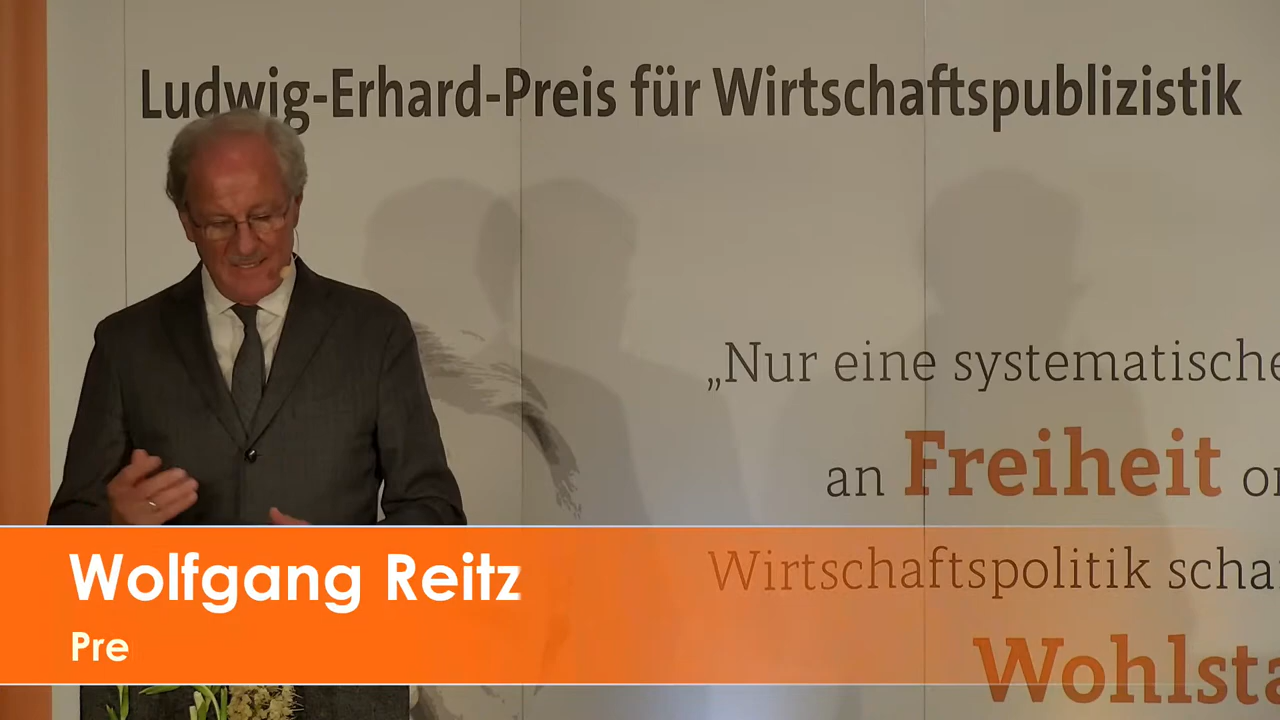 Ludwig-Erhard-Preis für Wirtschaftspublizistik
„Nur eine systematische
an Freiheit or
Wirtschaftspolitik scha
Wohlsta
Wolfgang Reitz
Pre